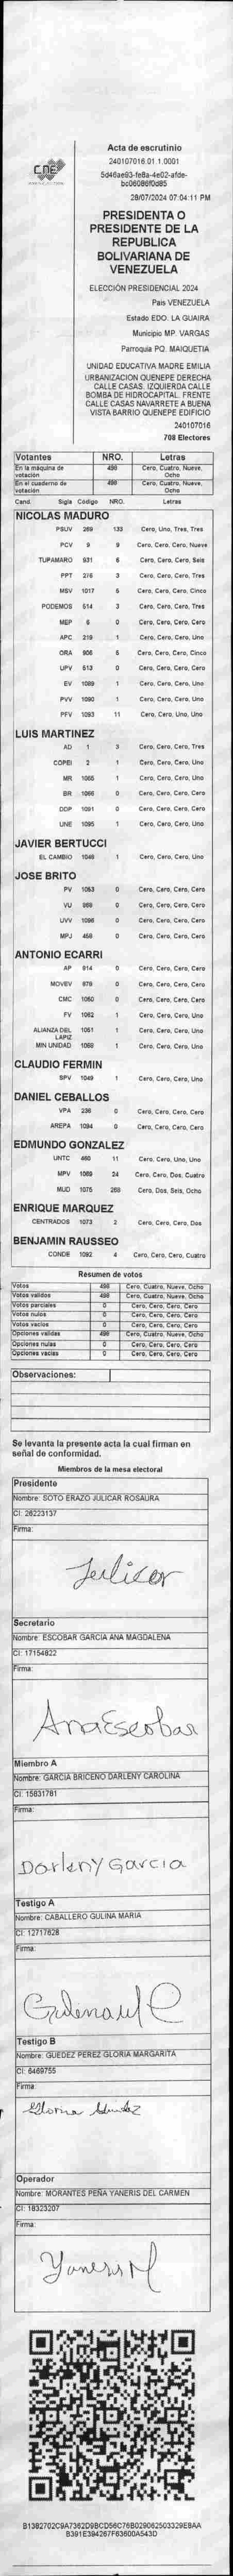 CNE
Acta de escrutinio
240107016.01.1.0001
5d46ae93-fe8a-4e02-afde-
bc06086f0d85
28/07/2024 07:04:11 PM
PRESIDENTA O
PRESIDENTE DE LA
REPUBLICA
BOLIVARIANA DE
VENEZUELA
ELECCIÓN PRESIDENCIAL 2024
País VENEZUELA
Estado EDO. LA GUAIRA
Municipio MP. VARGAS
Parroquia PQ. MAIQUETIA
UNIDAD EDUCATIVA MADRE EMILIA
URBANIZACION QUENEPE DERECHA
CALLE CASAS. IZQUIERDA CALLE
BOMBA DE HIDROCAPITAL. FRENTE
CALLE CASAS NAVARRETE A BUENA
VISTA BARRIO QUENEPE EDIFICIO
240107016
708 Electores
Votantes NRO. Letras
En la máquina de votación 498 Cero, Cuatro, Nueve, Ocho
En el cuaderno de votación 498 Cero, Cuatro, Nueve, Ocho
Cand. Sigla Código NRO. Letras
NICOLAS MADURO
PSUV 269 133 Cero, Uno, Tres, Tres
PCV 9 9 Cero, Cero, Cero, Nueve
TUPAMARO 931 6 Cero, Cero, Cero, Seis
PPT 276 3 Cero, Cero, Cero, Tres
MSV 1017 5 Cero, Cero, Cero, Cinco
PODEMOS 514 3 Cero, Cero, Cero, Tres
MEP 6 0 Cero, Cero, Cero, Cero
APC 219 1 Cero, Cero, Cero, Uno
ORA 906 5 Cero, Cero, Cero, Cinco
UPV 513 0 Cero, Cero, Cero, Cero
EV 1089 1 Cero, Cero, Cero, Uno
PVV 1090 1 Cero, Cero, Cero, Uno
PFV 1093 11 Cero, Cero, Uno, Uno
LUIS MARTINEZ
AD 1 3 Cero, Cero, Cero, Tres
COPEI 2 1 Cero, Cero, Cero, Uno
MR 1065 1 Cero, Cero, Cero, Uno
BR 1066 0 Cero, Cero, Cero, Cero
DDP 1091 0 Cero, Cero, Cero, Cero
UNE 1095 1 Cero, Cero, Cero, Uno
JAVIER BERTUCCI
EL CAMBIO 1048 1 Cero, Cero, Cero, Uno
JOSE BRITO
PV 1053 0 Cero, Cero, Cero, Cero
VU 969 0 Cero, Cero, Cero, Cero
UVV 1096 0 Cero, Cero, Cero, Cero
MPJ 458 0 Cero, Cero, Cero, Cero
ANTONIO ECARRI
AP 914 0 Cero, Cero, Cero, Cero
MOVEV 878 0 Cero, Cero, Cero, Cero
CMC 1050 0 Cero, Cero, Cero, Cero
FV 1062 1 Cero, Cero, Cero, Uno
ALIANZA DEL LAPIZ 1051 1 Cero, Cero, Cero, Uno
MIN UNIDAD 1069 1 Cero, Cero, Cero, Uno
CLAUDIO FERMIN
SPV 1049 1 Cero, Cero, Cero, Uno
DANIEL CEBALLOS
VPA 236 0 Cero, Cero, Cero, Cero
AREPA 1094 0 Cero, Cero, Cero, Cero
EDMUNDO GONZALEZ
UNTC 460 11 Cero, Cero, Uno, Uno
MPV 1069 24 Cero, Cero, Dos, Cuatro
MUD 1075 268 Cero, Dos, Seis, Ocho
ENRIQUE MARQUEZ
CENTRADOS 1073 2 Cero, Cero, Cero, Dos
BENJAMIN RAUSSEO
CONDE 1092 4 Cero, Cero, Cero, Cuatro
Resumen de votos
Votos 498 Cero, Cuatro, Nueve, Ocho
Votos validos 498 Cero, Cuatro, Nueve, Ocho
Votos parciales 0 Cero, Cero, Cero, Cero
Votos nulos 0 Cero, Cero, Cero, Cero
Votos vacios 0 Cero, Cero, Cero, Cero
Opciones validas 498 Cero, Cuatro, Nueve, Ocho
Opciones nulas 0 Cero, Cero, Cero, Cero
Opciones vacias 0 Cero, Cero, Cero, Cero
Observaciones:
Se levanta la presente acta la cual firman en
señal de conformidad.
Miembros de la mesa electoral
Presidente
Nombre: SOTO ERAZO JULICAR ROSAURA
CI: 26223137
Firma:
Julicar
Secretario
Nombre: ESCOBAR GARCIA ANA MAGDALENA
CI: 17154822
Firma:
Ana Escobar
Miembro A
Nombre: GARCIA BRICENO DARLENY CAROLINA
CI: 15831781
Firma:
Darleny Garcia
Testigo A
Nombre: CABALLERO GULINA MARIA
CI: 12717628
Firma:
Testigo B
Nombre: GUEDEZ PEREZ GLORIA MARGARITA
CI: 6469755
Firma:
Gloria Guedez
Operador
Nombre: MORANTES PEÑA YANERIS DEL CARMEN
CI: 18323207
Firma:
Yaneris M
B1382702C9A7362D9BCD56C76B029062503329E8AA
B391E394267F63600A543D